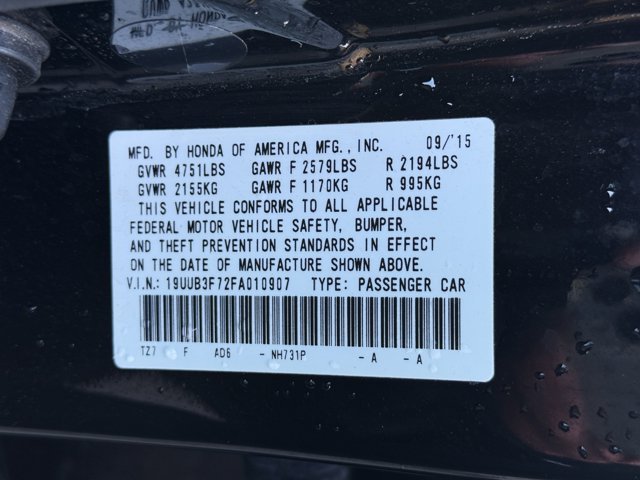 MFD. BY HONDA OF AMERICA MFG., INC. 09/'15
GVWR 4751LBS GAWR F 2579LBS R 2194LBS
GVWR 2155KG GAWR F 1170KG R 995KG
THIS VEHICLE CONFORMS TO ALL APPLICABLE
FEDERAL MOTOR VEHICLE SAFETY, BUMPER,
AND THEFT PREVENTION STANDARDS IN EFFECT
ON THE DATE OF MANUFACTURE SHOWN ABOVE.
V.I.N.: 19UUB3F72FA010907 TYPE: PASSENGER CAR
TZ7 F AD6 - NH731P - A - A